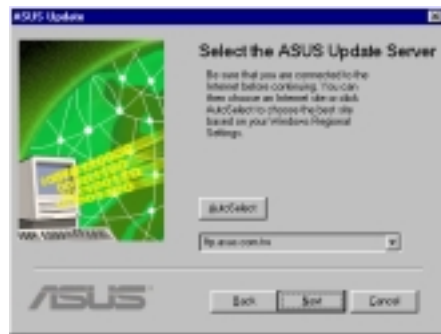 ASUS Update
Select the ASUS Update Server
Be sure that you are connected to the
Internet before continuing. You can
then choose an Internet site or click
AutoSelect to choose the best site
based on your Windows Regional
Settings.
AutoSelect
ftp.asus.com.tw
ASUS
Back
Next
Cancel